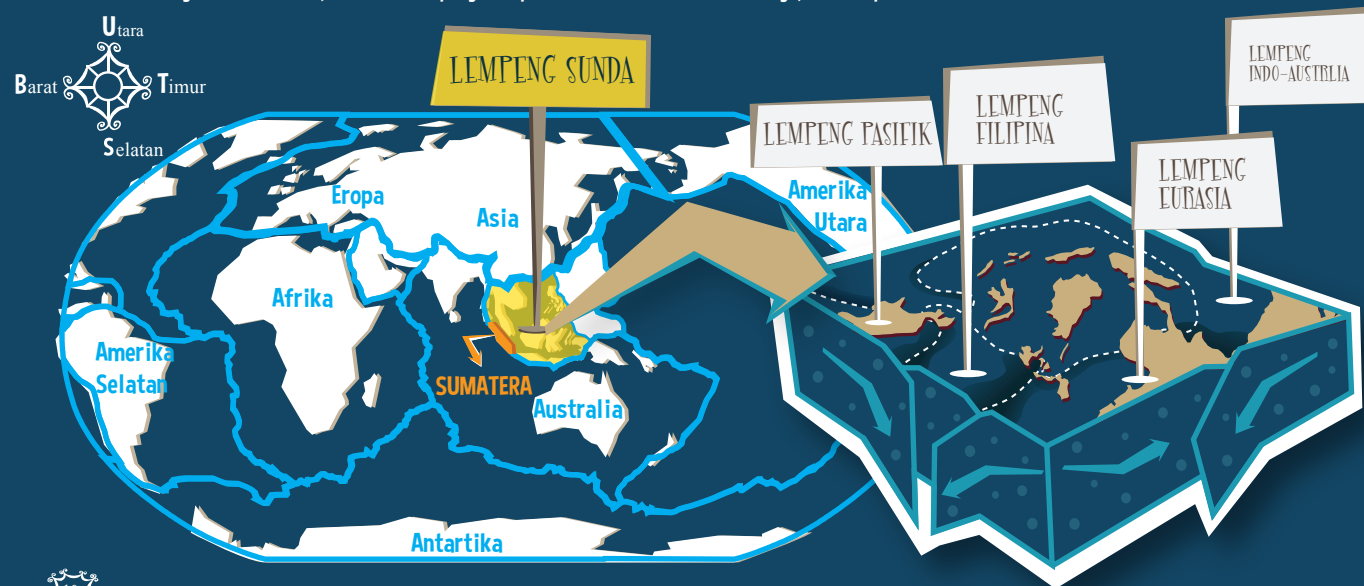 Utara
Barat
Timur
Selatan
LEMPENG SUNDA
LEMPENG PASIFIK
LEMPENG
FILIPINA
LEMPENG
INDO-AUSTRLIA
LEMPENG
EURASIA
Eropa
Asia
Amerika
Utara
Afrika
Amerika
Selatan
SUMATERA
Australia
Antartika